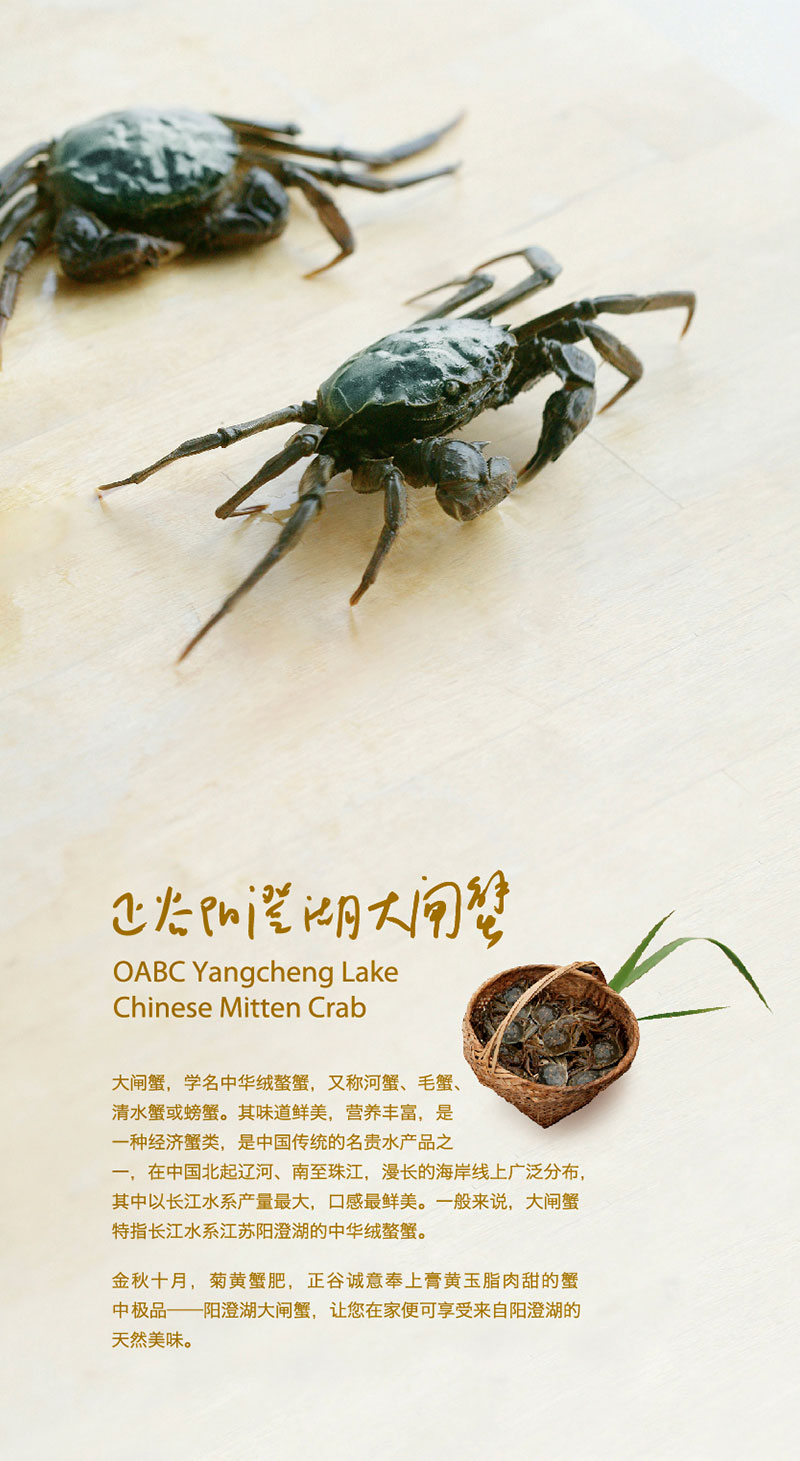 正谷阳澄湖大闸蟹
OABC Yangcheng Lake
Chinese Mitten Crab
大闸蟹，学名中华绒螯蟹，又称河蟹、毛蟹、
清水蟹或螃蟹。其味道鲜美，营养丰富，是
一种经济蟹类，是中国传统的名贵水产品之
一，在中国北起辽河、南至珠江，漫长的海岸线上广泛分布，
其中以长江水系产量最大，口感最鲜美。一般来说，大闸蟹
特指长江水系江苏阳澄湖的中华绒螯蟹。
金秋十月，菊黄蟹肥，正谷诚意奉上膏黄玉脂肉甜的蟹
中极品——阳澄湖大闸蟹，让您在家便可享受来自阳澄湖的
天然美味。